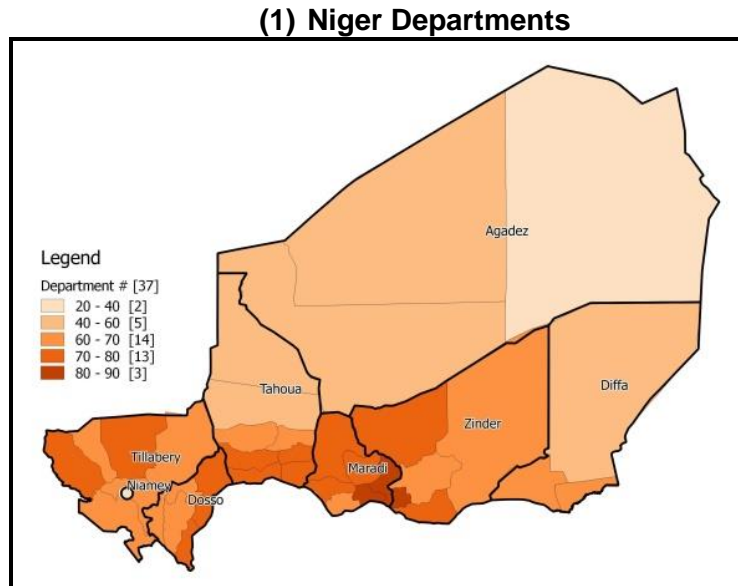 (1) Niger Departments
Agadez
Legend
Department # [37]
20 - 40 [2]
40 - 60 [5]
60 - 70 [14]
70 - 80 [13]
80 - 90 [3]
Tahoua
Diffa
Zinder
Tillabery
Maradi
Niamey
Dosso